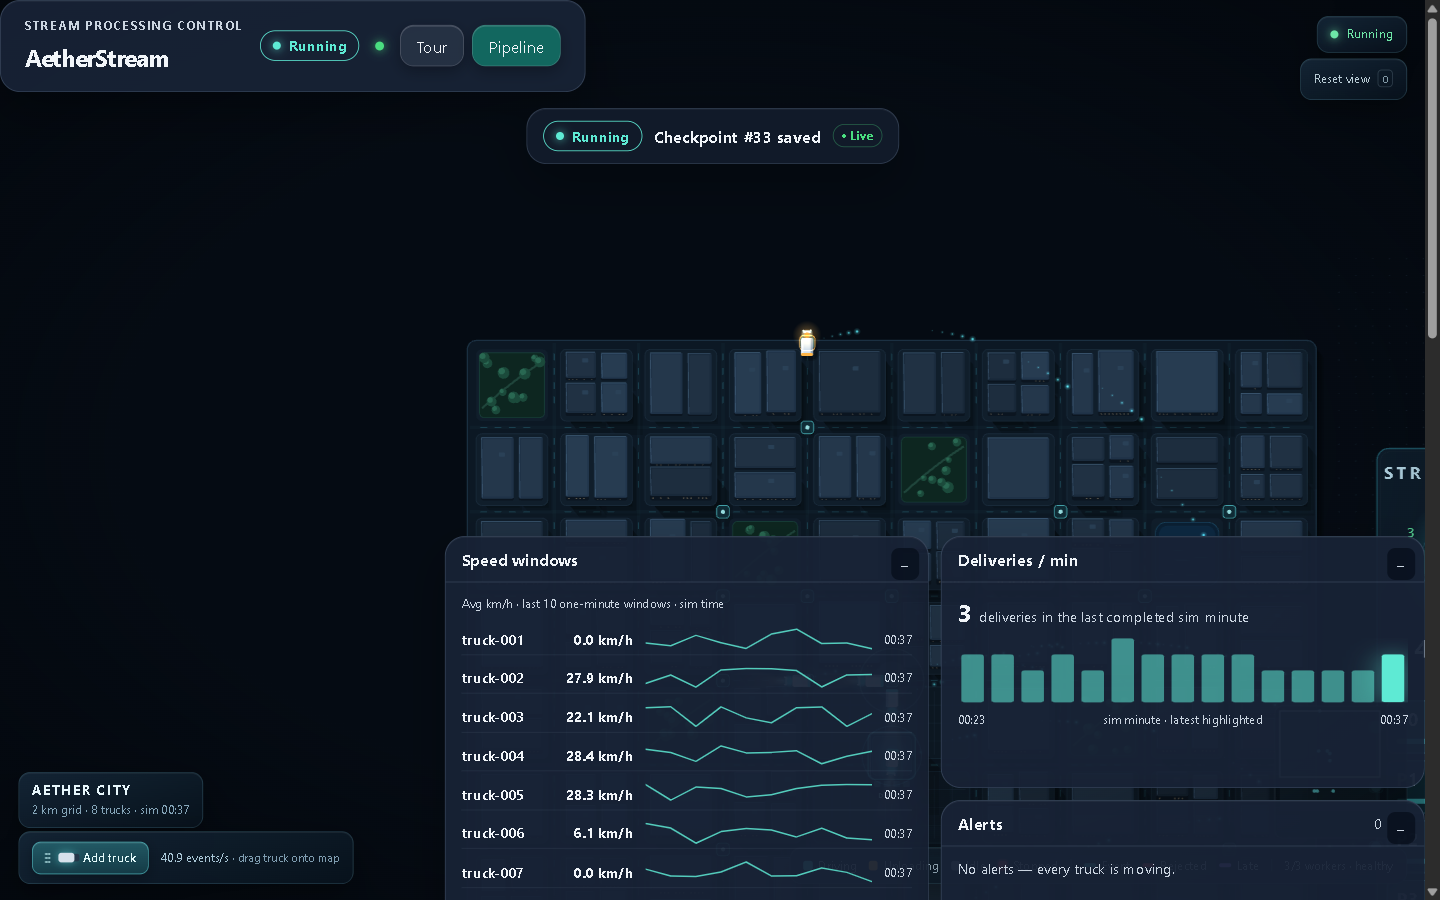 STREAM PROCESSING CONTROL
AetherStream
Running
Tour
Pipeline
Running
Reset view 0
Running
Checkpoint #33 saved
• Live
STR
3
Speed windows
–
Avg km/h · last 10 one-minute windows · sim time
truck-001 0.0 km/h 00:37
truck-002 27.9 km/h 00:37
truck-003 22.1 km/h 00:37
truck-004 28.4 km/h 00:37
truck-005 28.3 km/h 00:37
truck-006 6.1 km/h 00:37
truck-007 0.0 km/h 00:37
Deliveries / min
–
3 deliveries in the last completed sim minute
00:23 sim minute · latest highlighted 00:37
Alerts 0
–
No alerts — every truck is moving.
3/3 workers · healthy
AETHER CITY
2 km grid · 8 trucks · sim 00:37
Add truck
40.9 events/s · drag truck onto map